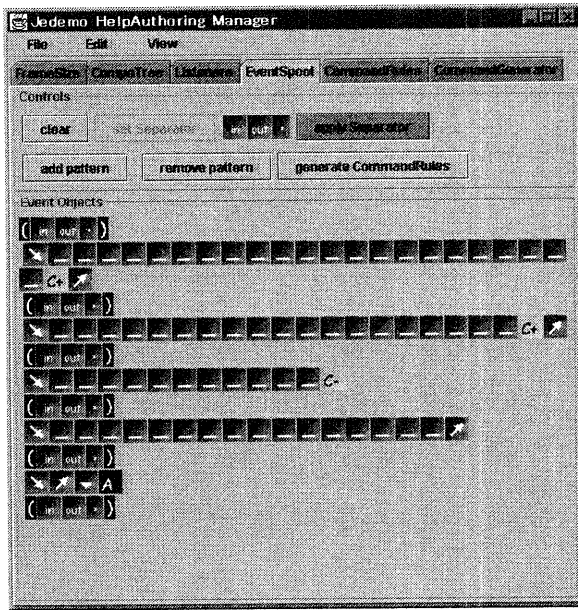 Jedemo HelpAuthoring Manager
File Edit View
FrameSize CompoTree Listeners EventSpool CommandRules CommandGenerator
Controls
clear set Separator in out apply Separator
add pattern remove pattern generate CommandRules
Event Objects
( in out )
C+
( in out )
C+
( in out )
C-
( in out )
( in out )
A
( in out )